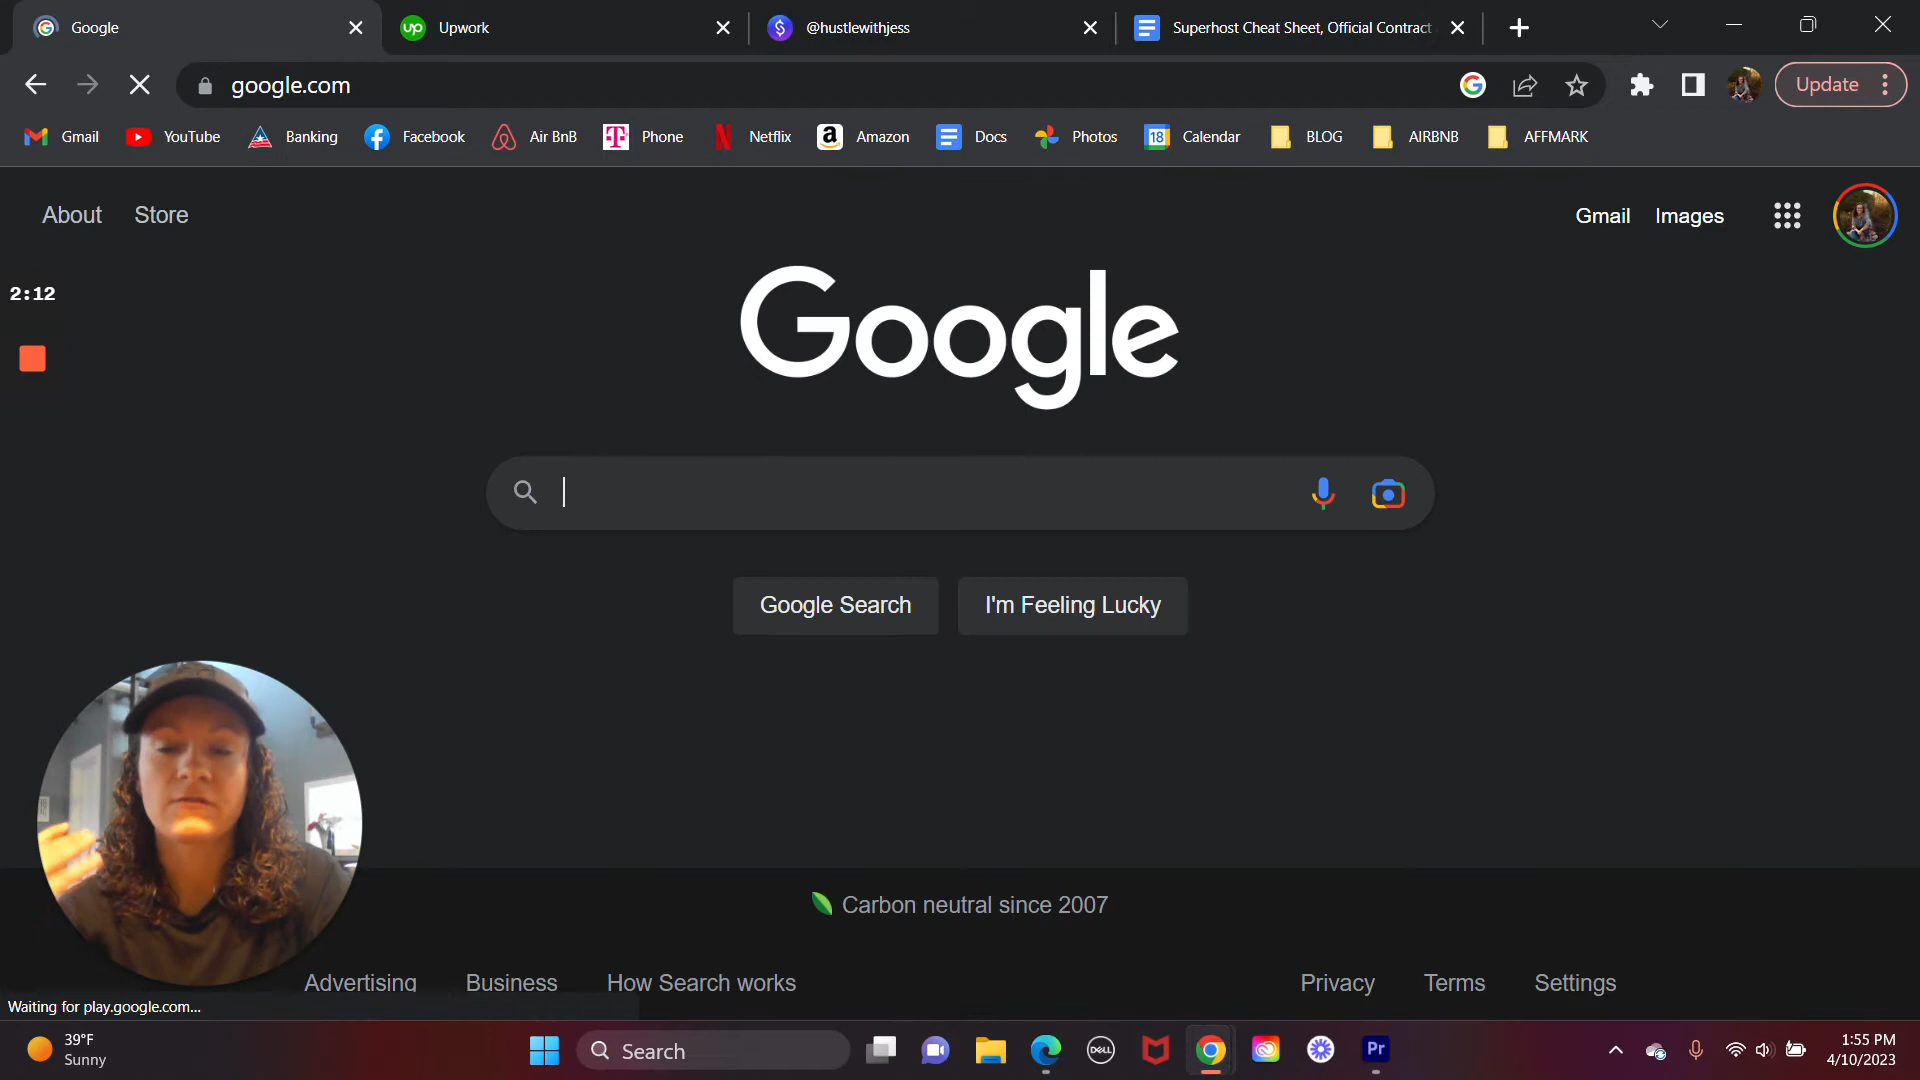 Google
Upwork
@hustlewithjess
Superhost Cheat Sheet, Official Contract
google.com
Update
Gmail
YouTube
Banking
Facebook
Air BnB
Phone
Netflix
Amazon
Docs
Photos
18
Calendar
BLOG
AIRBNB
AFFMARK
About
Store
Gmail
Images
2:12
Google
Google Search
I'm Feeling Lucky
Carbon neutral since 2007
Advertising
Business
How Search works
Privacy
Terms
Settings
Waiting for play.google.com...
39°F
Sunny
Search
DELL
Pr
1:55 PM
4/10/2023